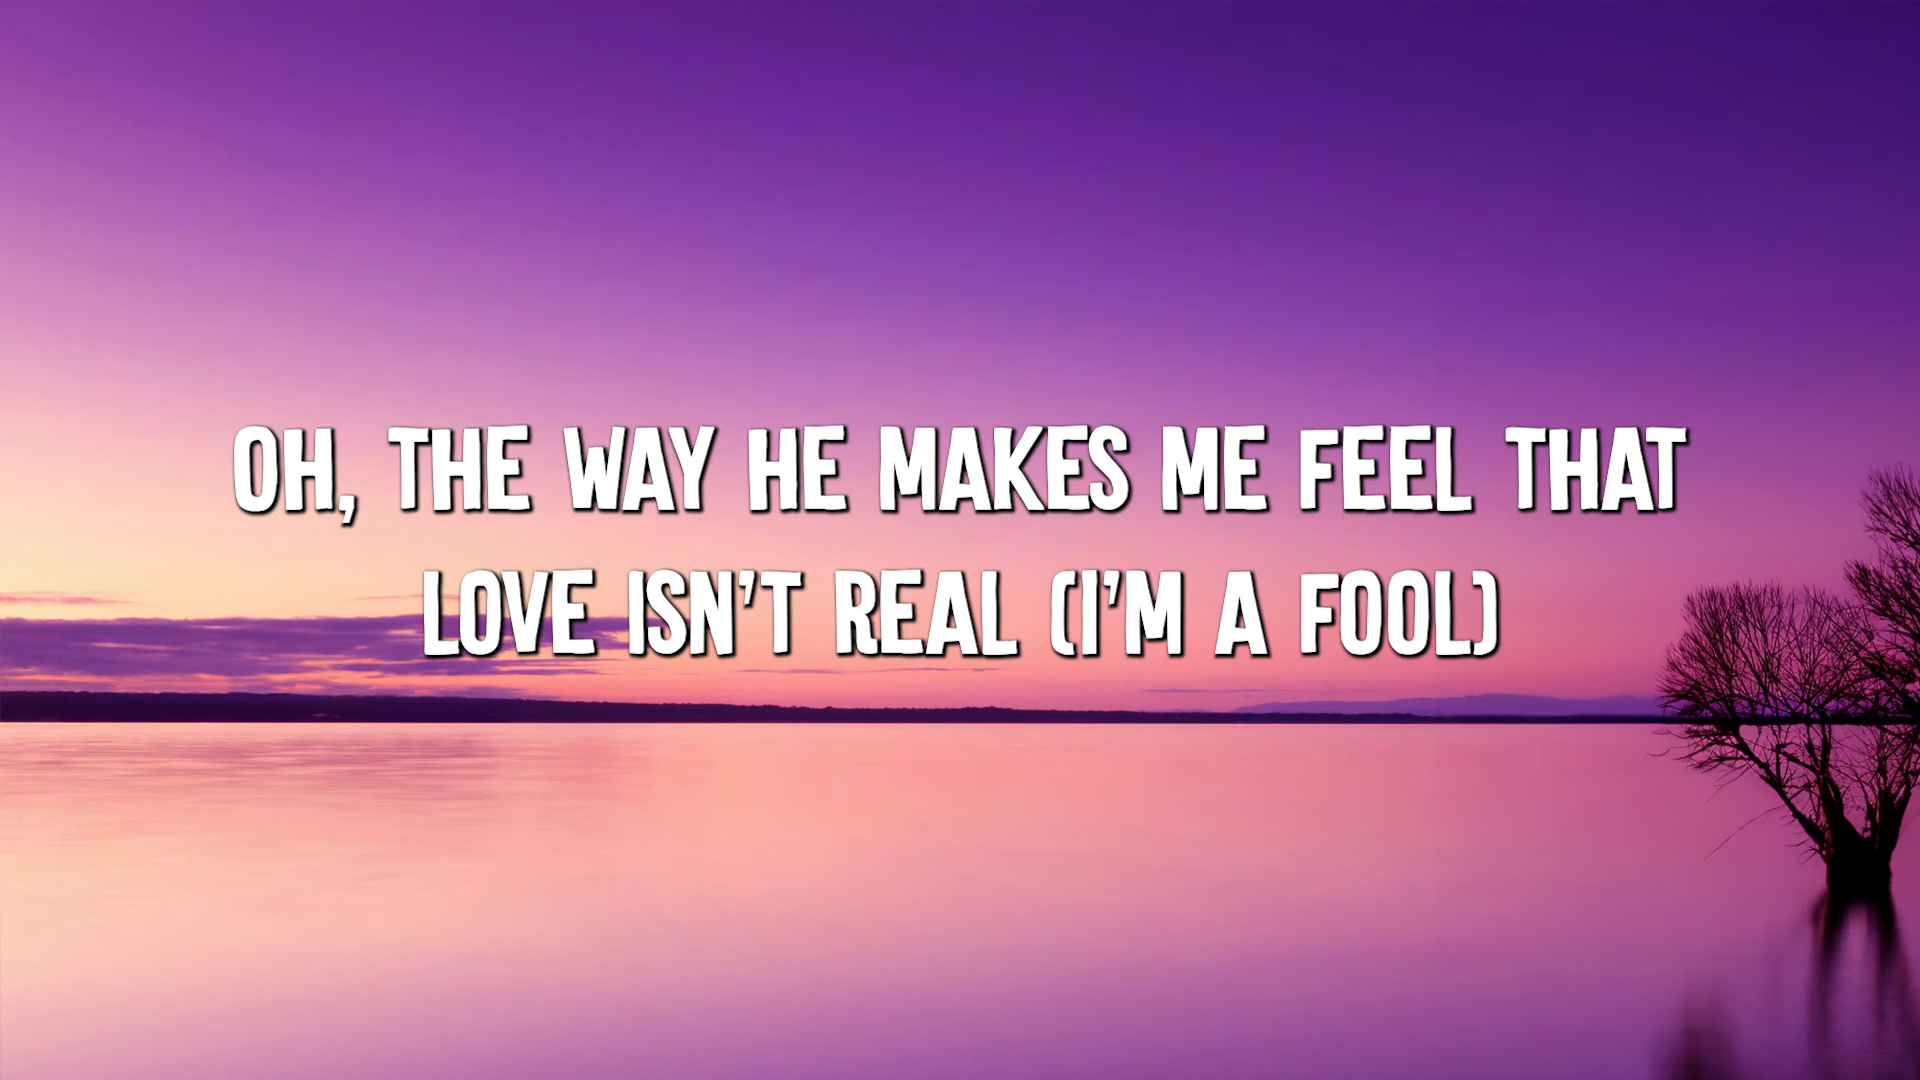 OH, THE WAY HE MAKES ME FEEL THAT
LOVE ISN'T REAL (I'M A FOOL)